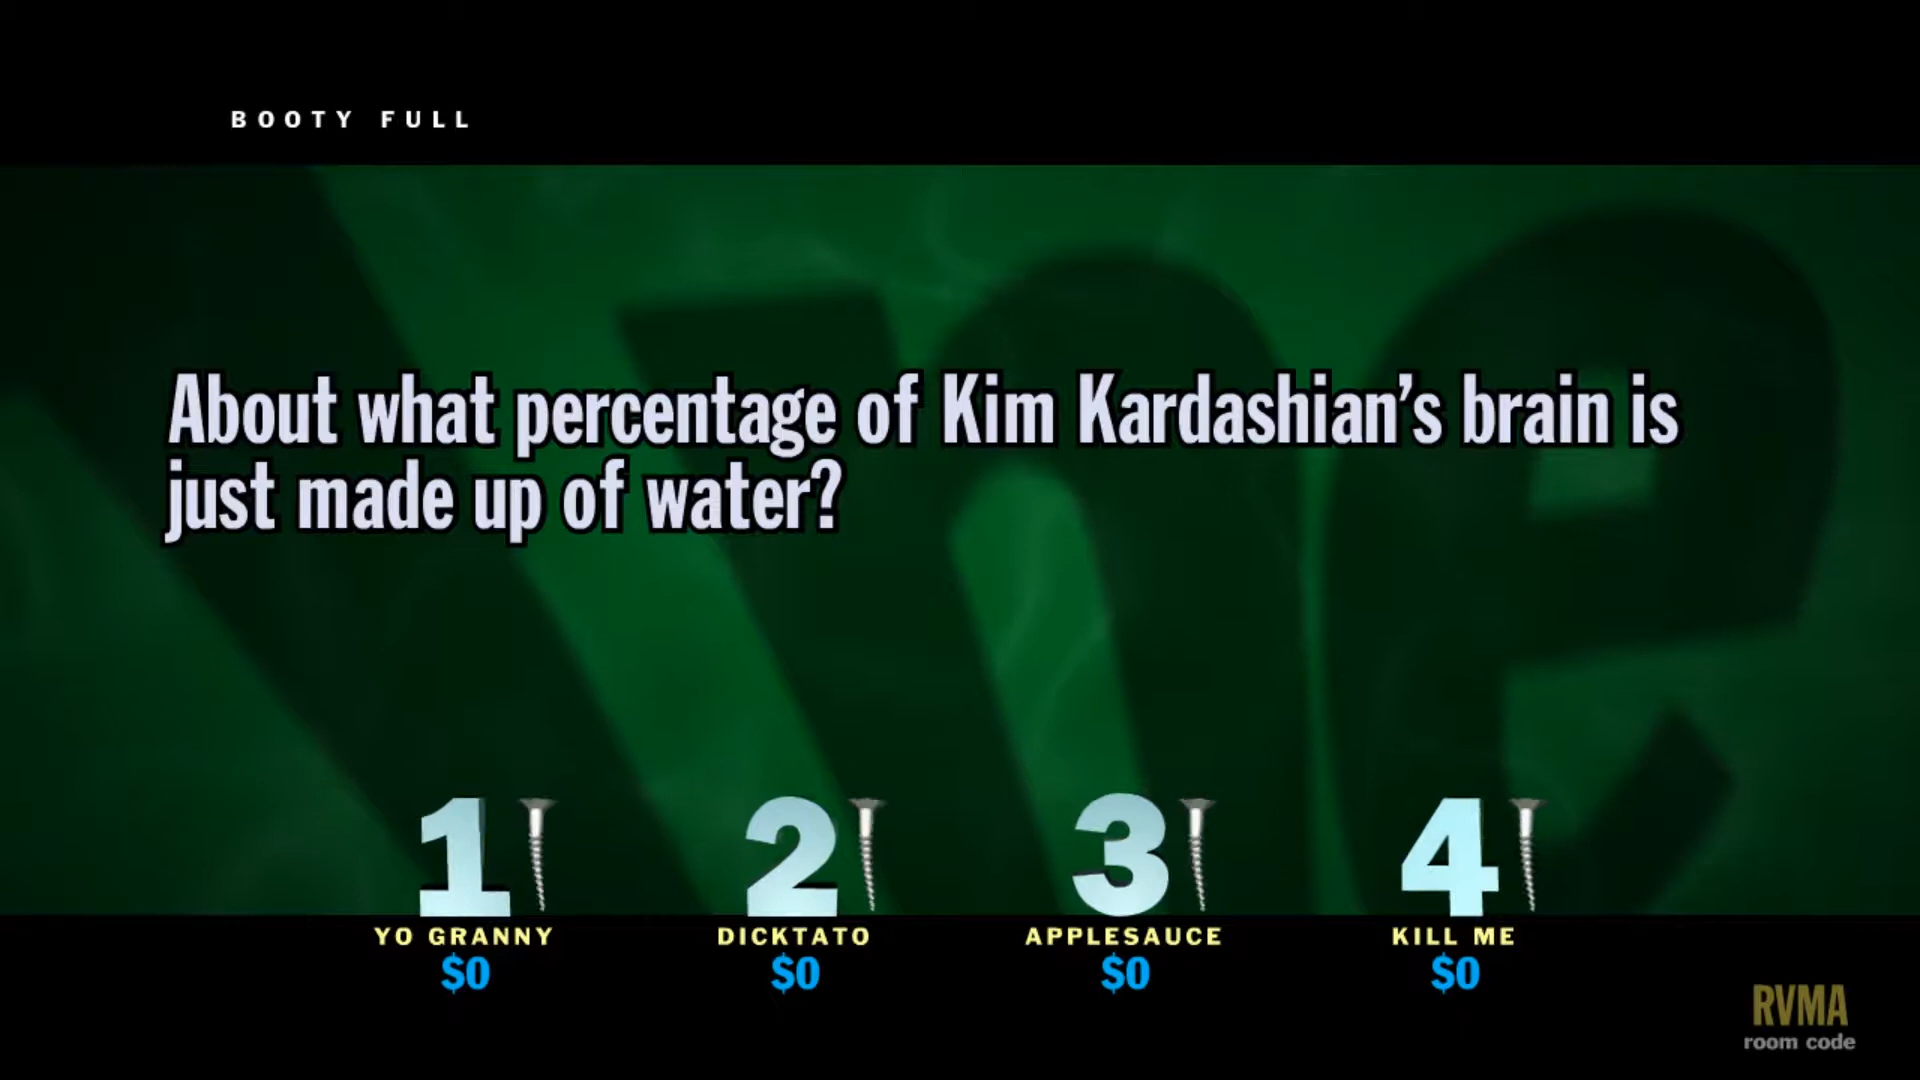 BOOTY FULL
About what percentage of Kim Kardashian’s brain is
just made up of water?
1 2 3 4
YO GRANNY DICKTATO APPLESAUCE KILL ME
$0 $0 $0 $0
RVMA
room code